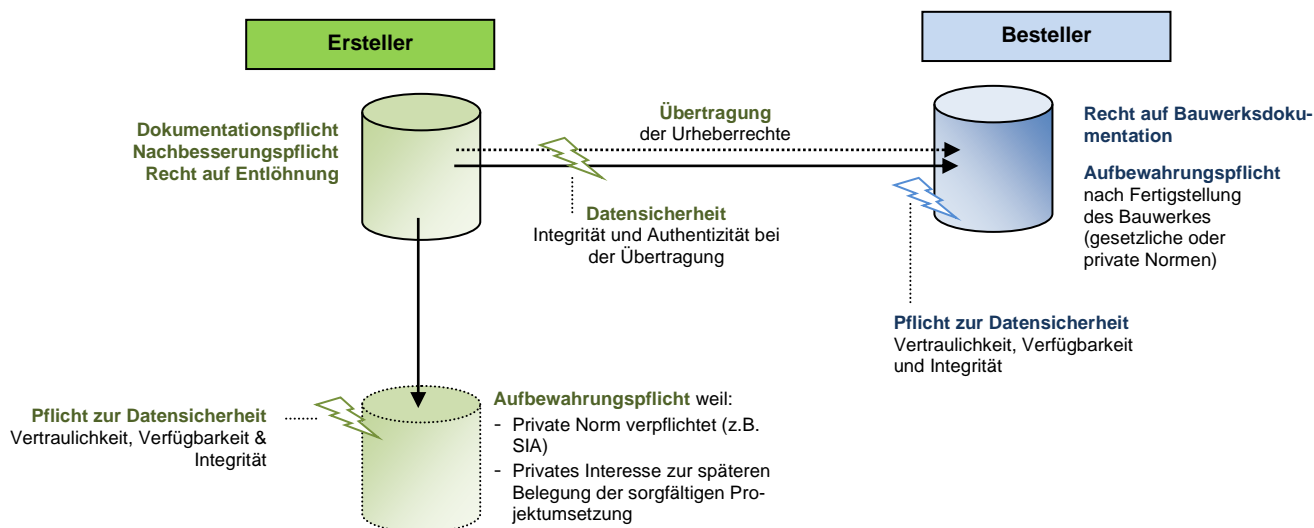 Ersteller
Besteller
Dokumentationspflicht
Nachbesserungspflicht
Recht auf Entlöhnung
Übertragung
der Urheberrechte
Recht auf Bauwerksdoku-
mentation
Aufbewahrungspflicht
nach Fertigstellung
des Bauwerkes
(gesetzliche oder
private Normen)
Datensicherheit
Integrität und Authentizität bei
der Übertragung
Pflicht zur Datensicherheit
Vertraulichkeit, Verfügbarkeit
und Integrität
Pflicht zur Datensicherheit
Vertraulichkeit, Verfügbarkeit &
Integrität
Aufbewahrungspflicht weil:
- Private Norm verpflichtet (z.B.
SIA)
- Privates Interesse zur späteren
Belegung der sorgfältigen Pro-
jektumsetzung